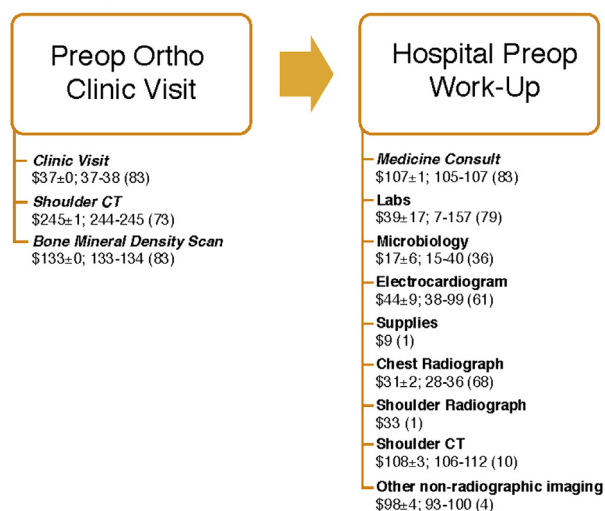 Preop Ortho
Clinic Visit
Clinic Visit
$37±0; 37-38 (83)
Shoulder CT
$245±1; 244-245 (73)
Bone Mineral Density Scan
$133±0; 133-134 (83)
Hospital Preop
Work-Up
Medicine Consult
$107±1; 105-107 (83)
Labs
$39±17; 7-157 (79)
Microbiology
$17±6; 15-40 (36)
Electrocardiogram
$44±9; 38-99 (61)
Supplies
$9 (1)
Chest Radiograph
$31±2; 28-36 (68)
Shoulder Radiograph
$33 (1)
Shoulder CT
$108±3; 106-112 (10)
Other non-radiographic imaging
$98±4; 93-100 (4)